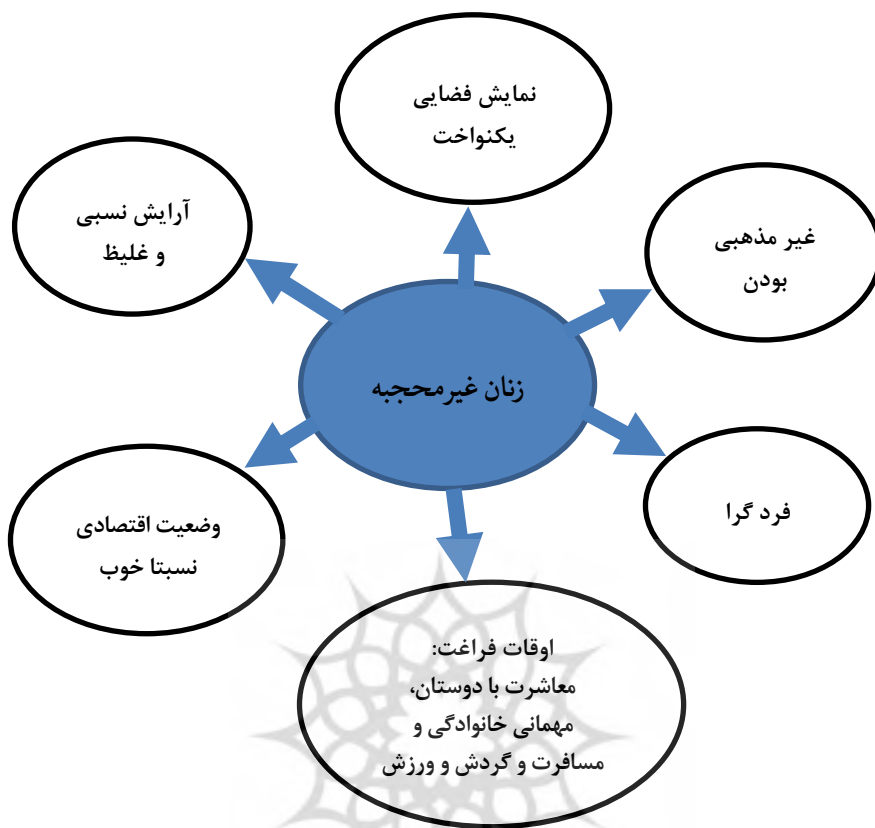 نمایش فضایی
یکنواخت
غیر مذهبی
بودن
آرایش نسبی
و غلیظ
زنان غیرمحجبه
فرد گرا
وضعیت اقتصادی
نسبتا خوب
اوقات فراغت:
معاشرت با دوستان،
مهمانی خانوادگی و
مسافرت و گردش و ورزش